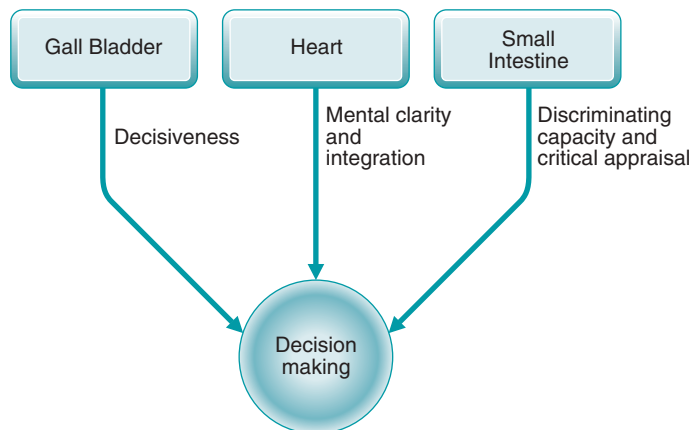 Gall Bladder
Heart
Small
Intestine
Decisiveness
Mental clarity
and
integration
Discriminating
capacity and
critical appraisal
Decision
making